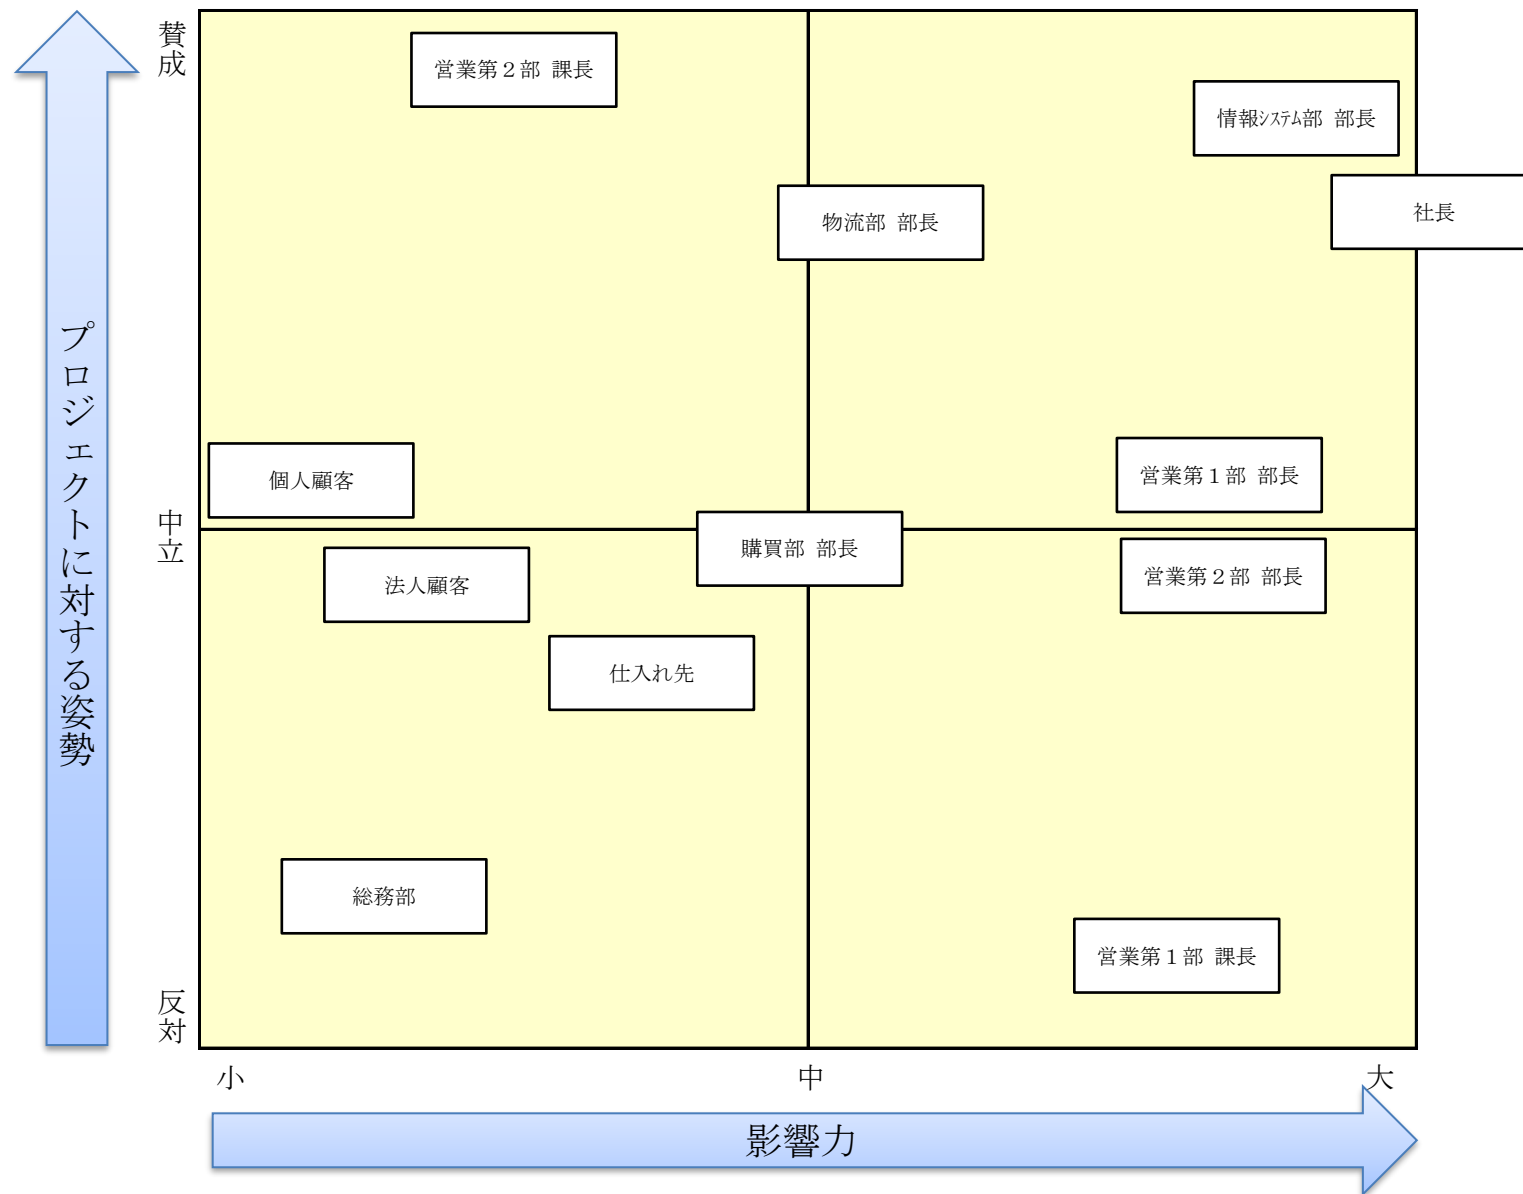 賛成
営業第２部 課長
情報システム部 部長
社長
物流部 部長
プロジェクトに対する姿勢
個人顧客
営業第１部 部長
中立
購買部 部長
法人顧客
営業第２部 部長
仕入れ先
総務部
営業第１部 課長
反対
小
中
大
影響力